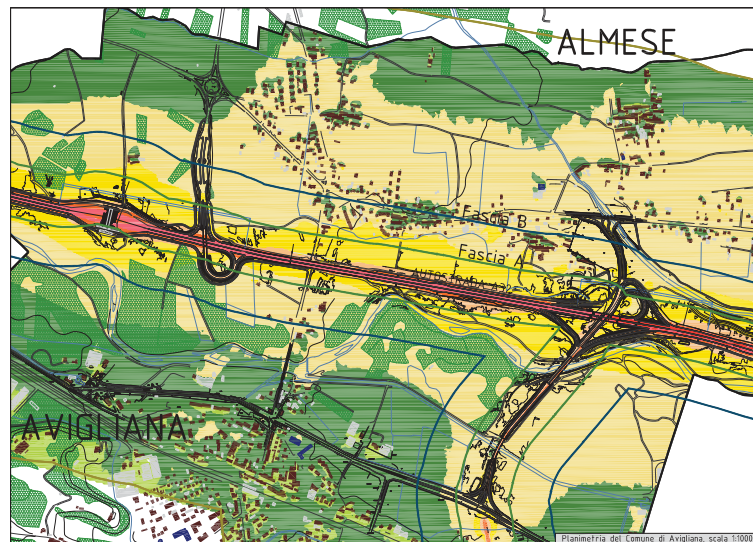 ALMESE
Fascia B
Fascia A
AUTOSTRADA A32
AVIGLIANA
Planimetria del Comune di Avigliana, scala 1:1000